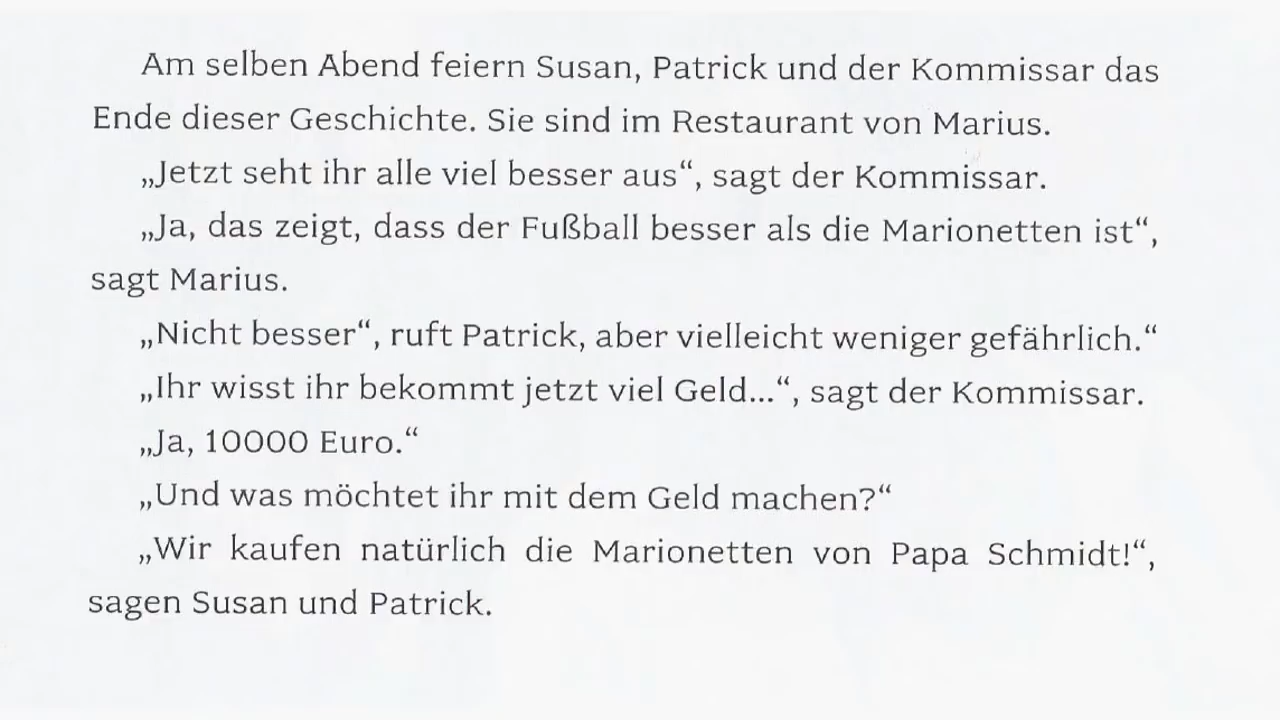 Am selben Abend feiern Susan, Patrick und der Kommissar das
Ende dieser Geschichte. Sie sind im Restaurant von Marius.
„Jetzt seht ihr alle viel besser aus“, sagt der Kommissar.
„Ja, das zeigt, dass der Fußball besser als die Marionetten ist“,
sagt Marius.
„Nicht besser“, ruft Patrick, aber vielleicht weniger gefährlich.“
„Ihr wisst ihr bekommt jetzt viel Geld...“, sagt der Kommissar.
„Ja, 10000 Euro.“
„Und was möchtet ihr mit dem Geld machen?“
„Wir kaufen natürlich die Marionetten von Papa Schmidt!“,
sagen Susan und Patrick.